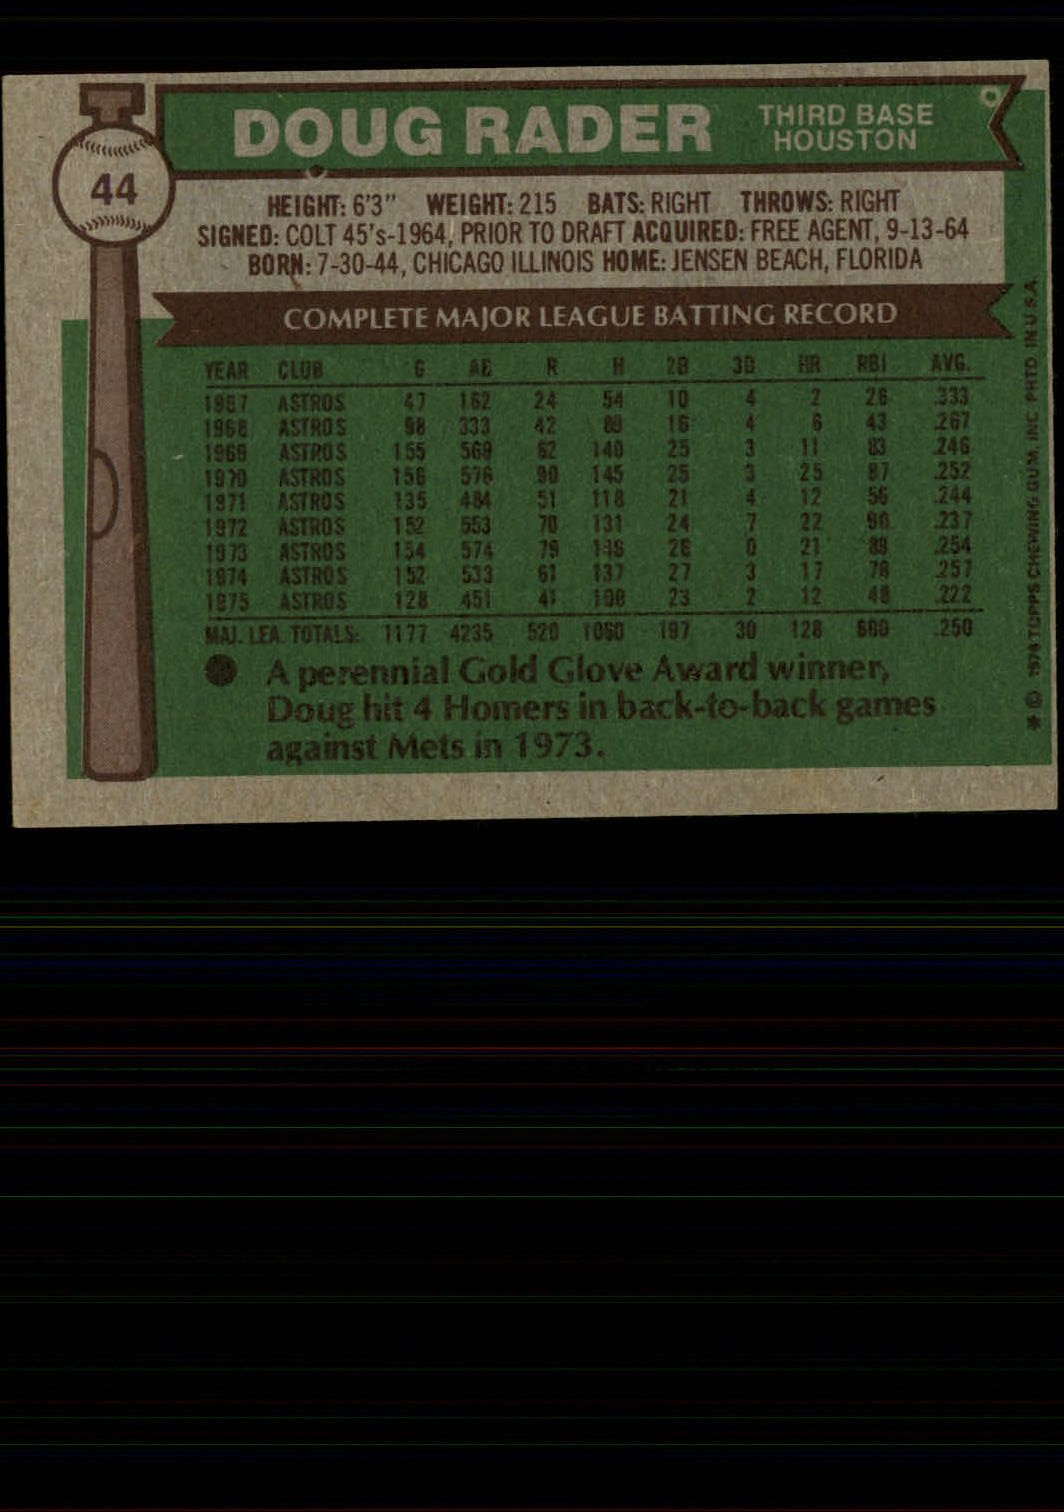 44
DOUG RADER
THIRD BASE
HOUSTON
HEIGHT: 6'3" WEIGHT: 215 BATS: RIGHT THROWS: RIGHT
SIGNED: COLT 45's-1964, PRIOR TO DRAFT ACQUIRED: FREE AGENT, 9-13-64
BORN: 7-30-44, CHICAGO ILLINOIS HOME: JENSEN BEACH, FLORIDA
COMPLETE MAJOR LEAGUE BATTING RECORD
YEAR CLUB G AB R H 2B 3B HR RBI AVG.
1967 ASTROS 47 162 24 54 10 4 2 26 .333
1968 ASTROS 98 333 42 89 16 4 6 43 .267
1969 ASTROS 155 569 62 140 25 3 11 83 .246
1970 ASTROS 156 576 90 145 25 3 25 87 .252
1971 ASTROS 135 484 51 118 21 4 12 56 .244
1972 ASTROS 152 553 70 131 24 7 22 90 .237
1973 ASTROS 154 574 79 146 26 0 21 89 .254
1974 ASTROS 152 533 61 137 27 3 17 78 .257
1975 ASTROS 128 451 41 100 23 2 12 48 .222
MAJ. LEA. TOTALS: 1177 4235 520 1060 197 30 128 600 .250
A perennial Gold Glove Award winner,
Doug hit 4 Homers in back-to-back games
against Mets in 1973.
* © 1976 TOPPS CHEWING GUM, INC PRTD. IN U.S.A.